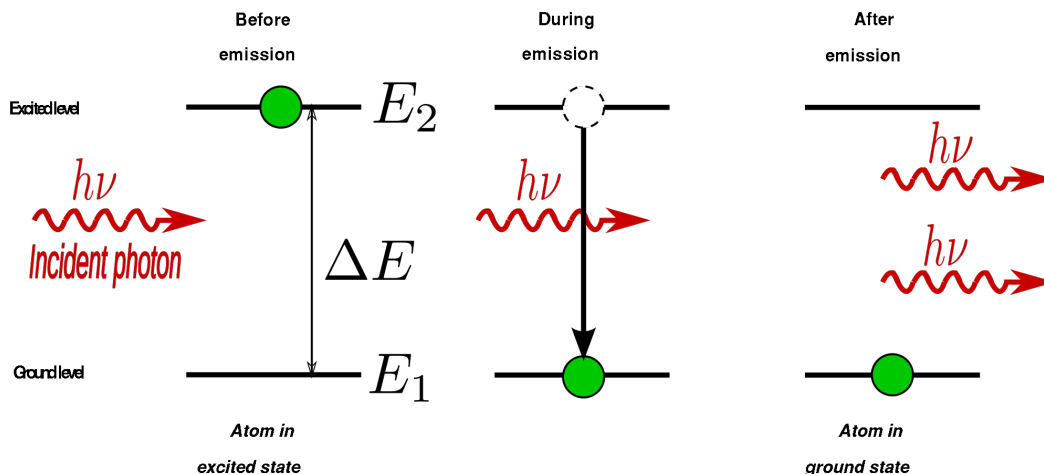 Before
emission
During
emission
After
emission
Excited level
E₂
hν
Incident photon
ΔE
hν
hν
hν
Ground level
E₁
Atom in
excited state
Atom in
ground state